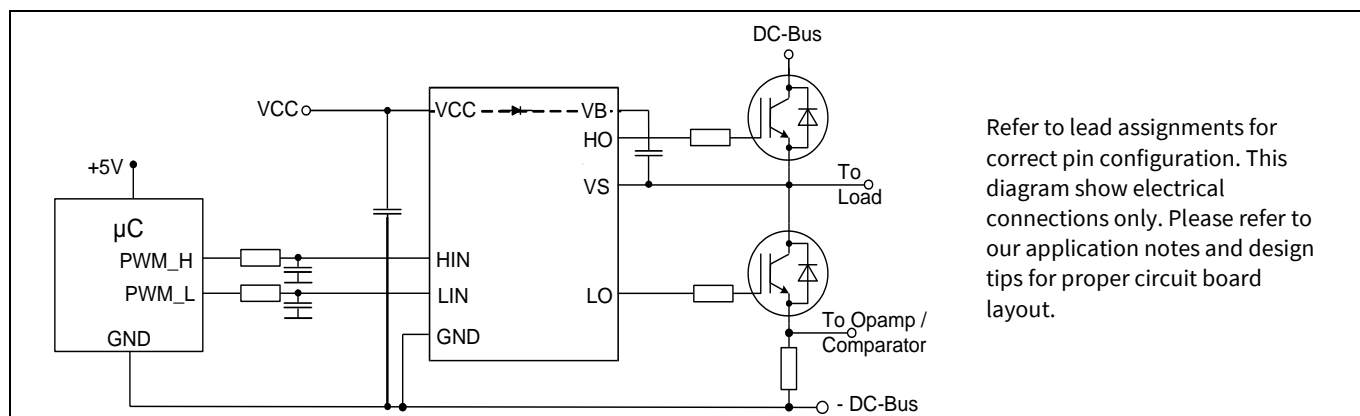 DC-Bus
VCC
VCC
VB
HO
+5V
To
Load
VS
µC
PWM_H
HIN
PWM_L
LIN
LO
To Opamp /
Comparator
GND
GND
- DC-Bus
Refer to lead assignments for
correct pin configuration. This
diagram show electrical
connections only. Please refer to
our application notes and design
tips for proper circuit board
layout.